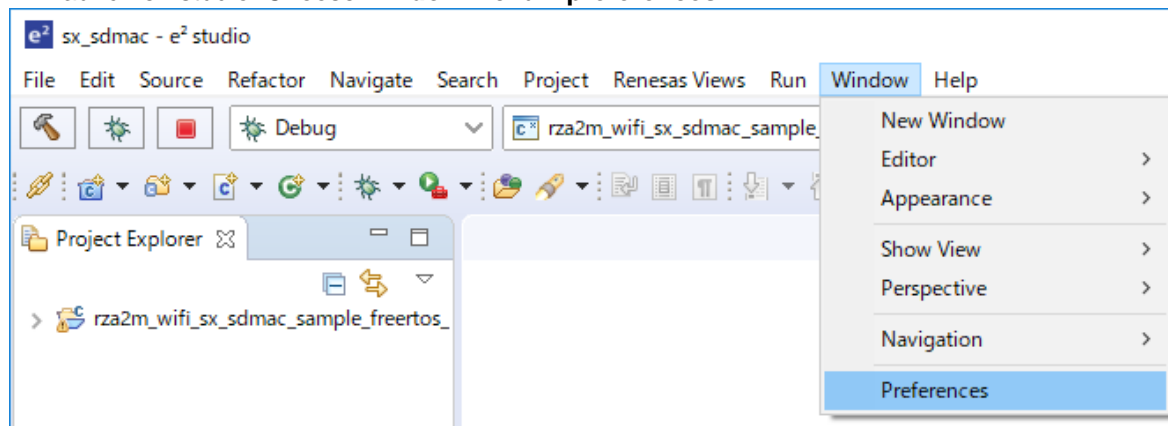 e² sx_sdmac - e² studio
File Edit Source Refactor Navigate Search Project Renesas Views Run Window Help
Debug rza2m_wifi_sx_sdmac_sample_
New Window
Editor
Appearance
Project Explorer
Show View
Perspective
rza2m_wifi_sx_sdmac_sample_freertos_
Navigation
Preferences